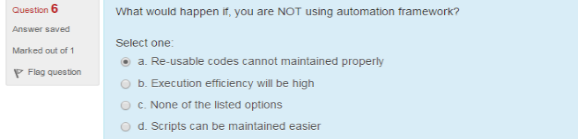 Question 6
Answer saved
Marked out of 1
Flag question
What would happen if, you are NOT using automation framework?
Select one:
a. Re-usable codes cannot maintained properly
b. Execution efficiency will be high
c. None of the listed options
d. Scripts can be maintained easier